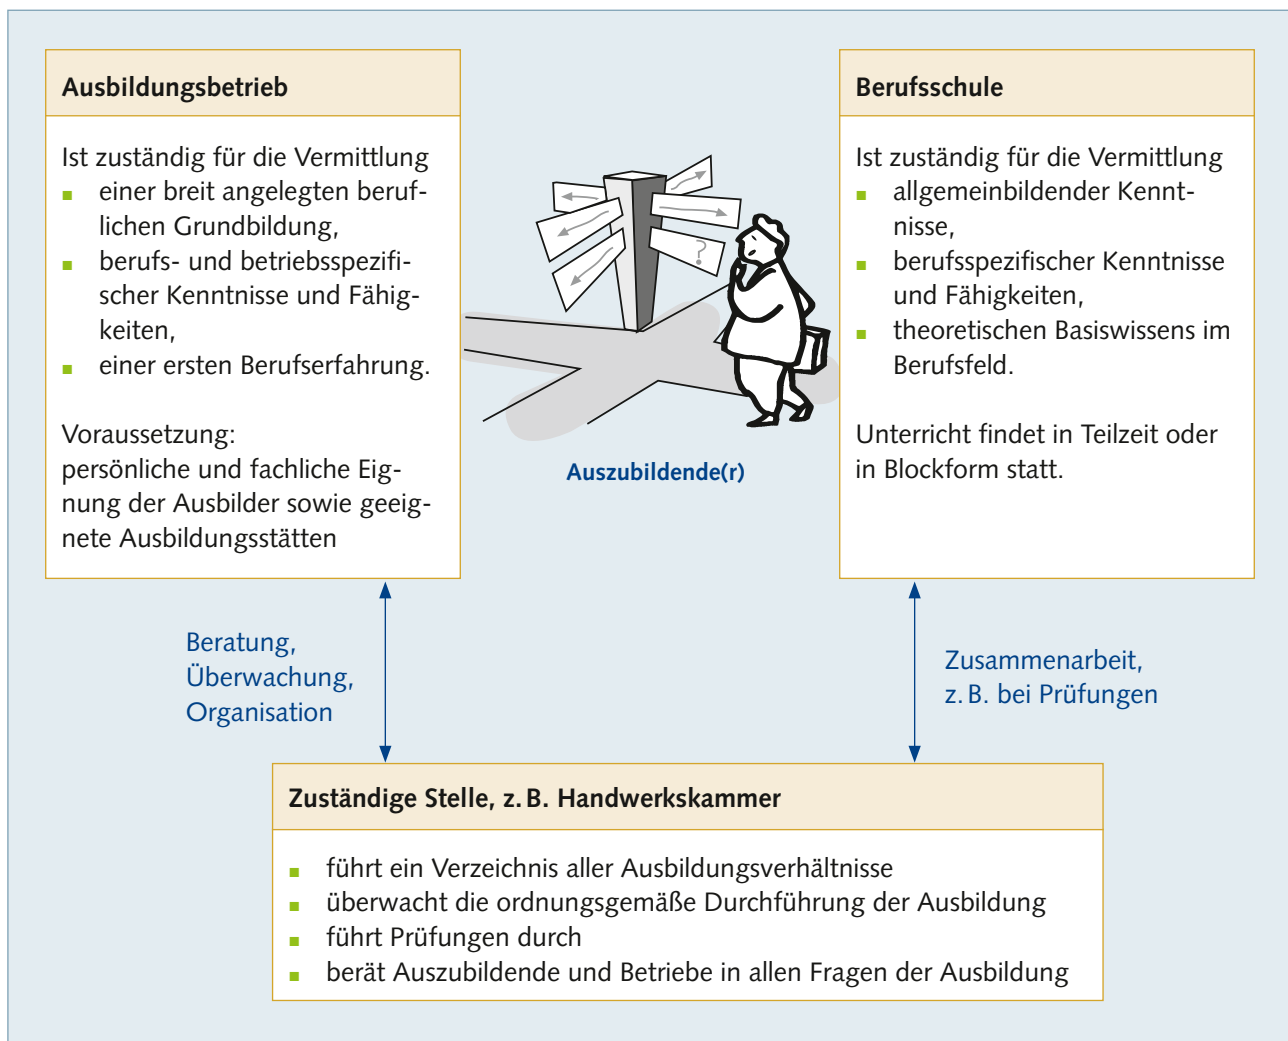 Ausbildungsbetrieb
Ist zuständig für die Vermittlung
▪ einer breit angelegten beruf-
lichen Grundbildung,
▪ berufs- und betriebsspezifi-
scher Kenntnisse und Fähig-
keiten,
▪ einer ersten Berufserfahrung.
Voraussetzung:
persönliche und fachliche Eig-
nung der Ausbilder sowie geeig-
nete Ausbildungsstätten
?
Auszubildende(r)
Berufsschule
Ist zuständig für die Vermittlung
▪ allgemeinbildender Kennt-
nisse,
▪ berufsspezifischer Kenntnisse
und Fähigkeiten,
▪ theoretischen Basiswissens im
Berufsfeld.
Unterricht findet in Teilzeit oder
in Blockform statt.
Beratung,
Überwachung,
Organisation
Zusammenarbeit,
z. B. bei Prüfungen
Zuständige Stelle, z. B. Handwerkskammer
▪ führt ein Verzeichnis aller Ausbildungsverhältnisse
▪ überwacht die ordnungsgemäße Durchführung der Ausbildung
▪ führt Prüfungen durch
▪ berät Auszubildende und Betriebe in allen Fragen der Ausbildung